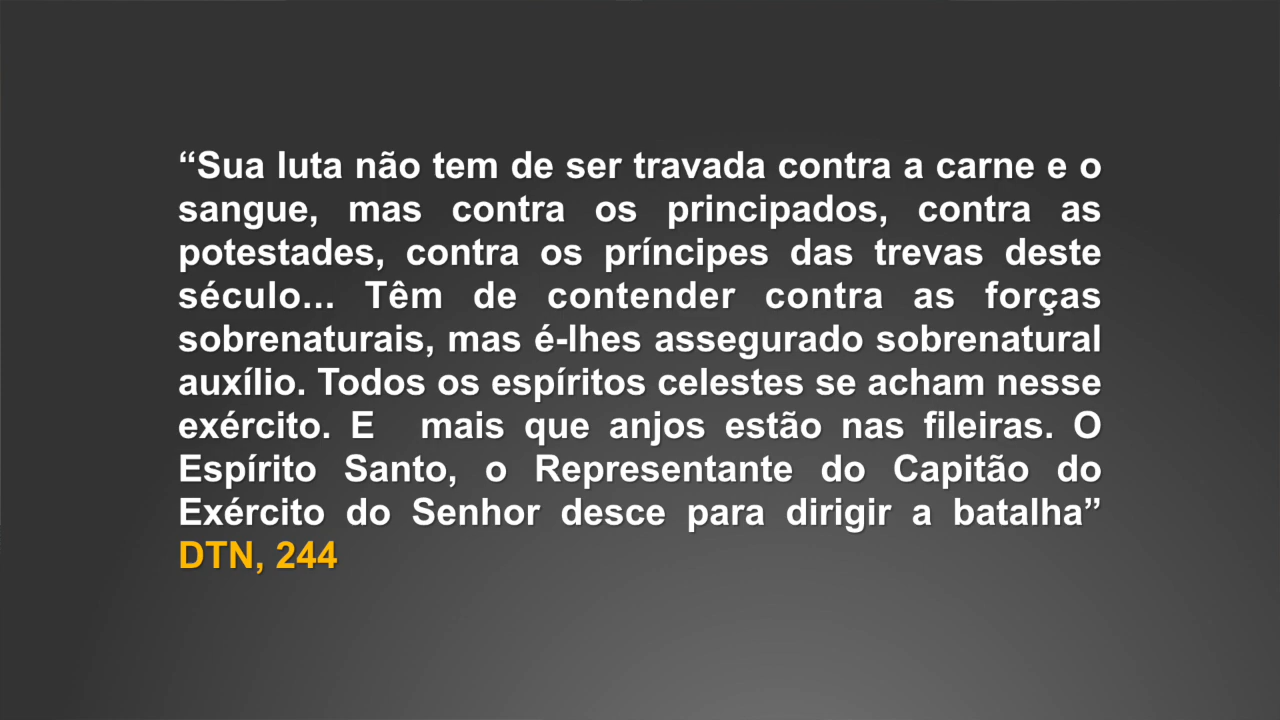 “Sua luta não tem de ser travada contra a carne e o
sangue, mas contra os principados, contra as
potestades, contra os príncipes das trevas deste
século... Têm de contender contra as forças
sobrenaturais, mas é-lhes assegurado sobrenatural
auxílio. Todos os espíritos celestes se acham nesse
exército. E mais que anjos estão nas fileiras. O
Espírito Santo, o Representante do Capitão do
Exército do Senhor desce para dirigir a batalha”
DTN, 244